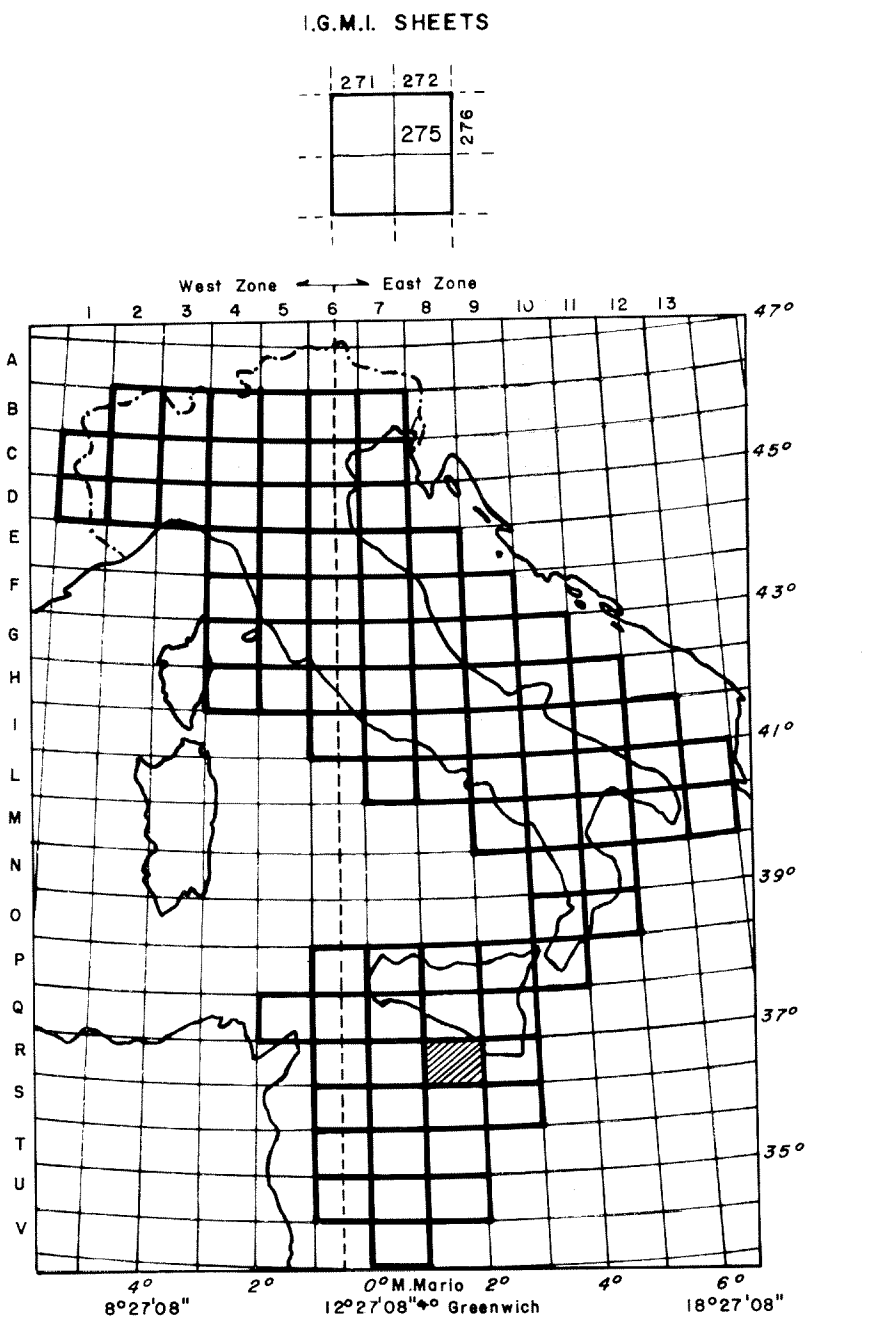 I.G.M.I. SHEETS
271 272
275 276
West Zone East Zone
1 2 3 4 5 6 7 8 9 10 11 12 13
47°
A
B
C
45°
D
E
F
43°
G
H
I
41°
L
M
N
39°
O
P
Q
37°
R
S
T
35°
U
V
4° 2° 0° M.Mario 2° 4° 6°
8°27'08" 12°27'08" Greenwich 18°27'08"